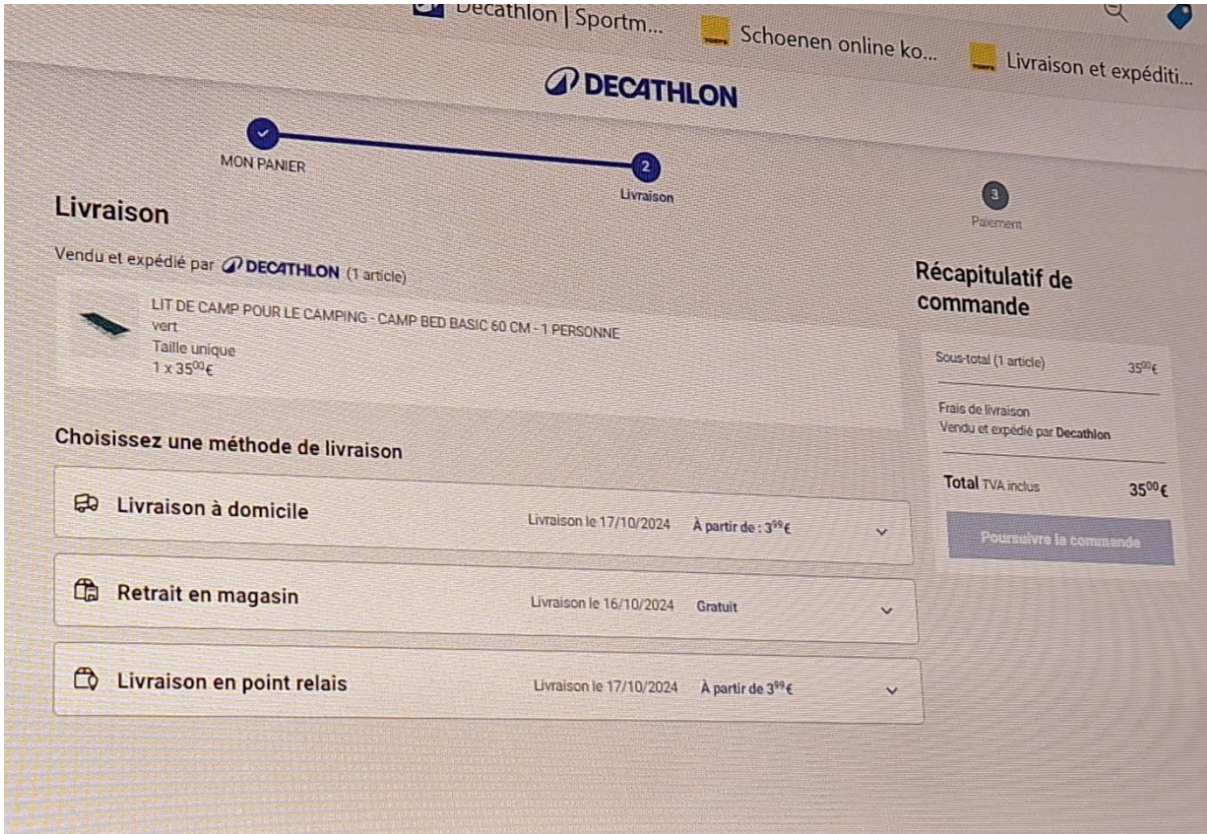 Decathlon | Sportm...
Schoenen online ko...
Livraison et expéditi...
DECATHLON
MON PANIER
2
Livraison
3
Paiement
Livraison
Vendu et expédié par DECATHLON (1 article)
LIT DE CAMP POUR LE CAMPING - CAMP BED BASIC 60 CM - 1 PERSONNE
vert
Taille unique
1 x 35⁰⁰€
Choisissez une méthode de livraison
Livraison à domicile Livraison le 17/10/2024 À partir de : 3⁹⁹€
Retrait en magasin Livraison le 16/10/2024 Gratuit
Livraison en point relais Livraison le 17/10/2024 À partir de 3⁹⁹€
Récapitulatif de
commande
Sous-total (1 article) 35⁰⁰€
Frais de livraison
Vendu et expédié par Decathlon
Total TVA inclus 35⁰⁰€
Poursuivre la commande